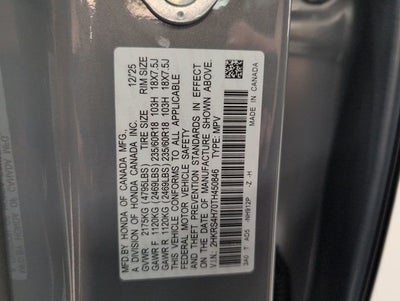 MFD. BY HONDA OF CANADA MFG.,
A DIVISION OF HONDA CANADA INC. 12/25
TIRE SIZE RIM SIZE
GVWR 2175KG (4795LBS)
GAWR F 1120KG (2469LBS) 235/60R18 103H 18X7.5J
GAWR R 1120KG (2469LBS) 235/60R18 103H 18X7.5J
THIS VEHICLE CONFORMS TO ALL APPLICABLE
FEDERAL MOTOR VEHICLE SAFETY
AND THEFT PREVENTION STANDARDS IN EFFECT
ON THE DATE OF MANUFACTURE SHOWN ABOVE.
V.I.N.: 2HKRS4H70TH450846 TYPE: MPV
MADE IN CANADA